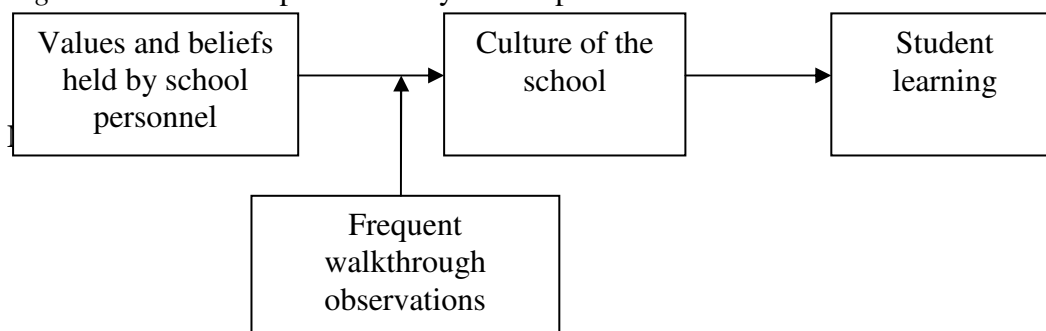 Values and beliefs
held by school
personnel
Culture of the
school
Student
learning
Frequent
walkthrough
observations